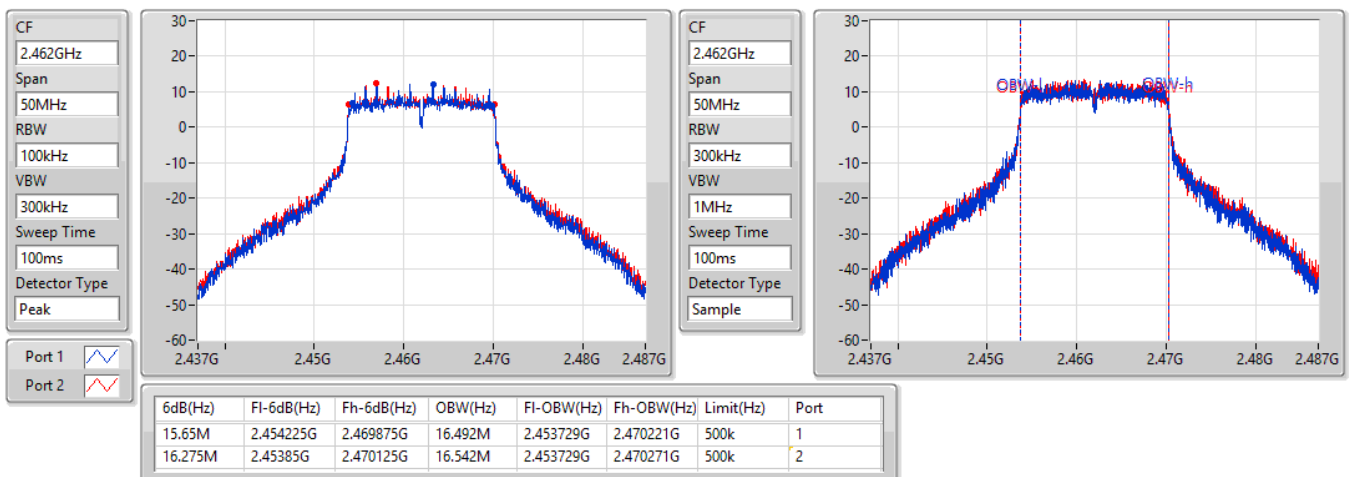 CF
2.462GHz
Span
50MHz
RBW
100kHz
VBW
300kHz
Sweep Time
100ms
Detector Type
Peak
Port 1
Port 2
30
20
10
0
-10
-20
-30
-40
-50
-60
2.437G 2.45G 2.46G 2.47G 2.48G 2.487G
CF
2.462GHz
Span
50MHz
RBW
300kHz
VBW
1MHz
Sweep Time
100ms
Detector Type
Sample
30
20
10
0
-10
-20
-30
-40
-50
-60
OBW-l OBW-h
2.437G 2.45G 2.46G 2.47G 2.48G 2.487G
6dB(Hz) Fl-6dB(Hz) Fh-6dB(Hz) OBW(Hz) Fl-OBW(Hz) Fh-OBW(Hz) Limit(Hz) Port
15.65M 2.454225G 2.469875G 16.492M 2.453729G 2.470221G 500k 1
16.275M 2.45385G 2.470125G 16.542M 2.453729G 2.470271G 500k 2